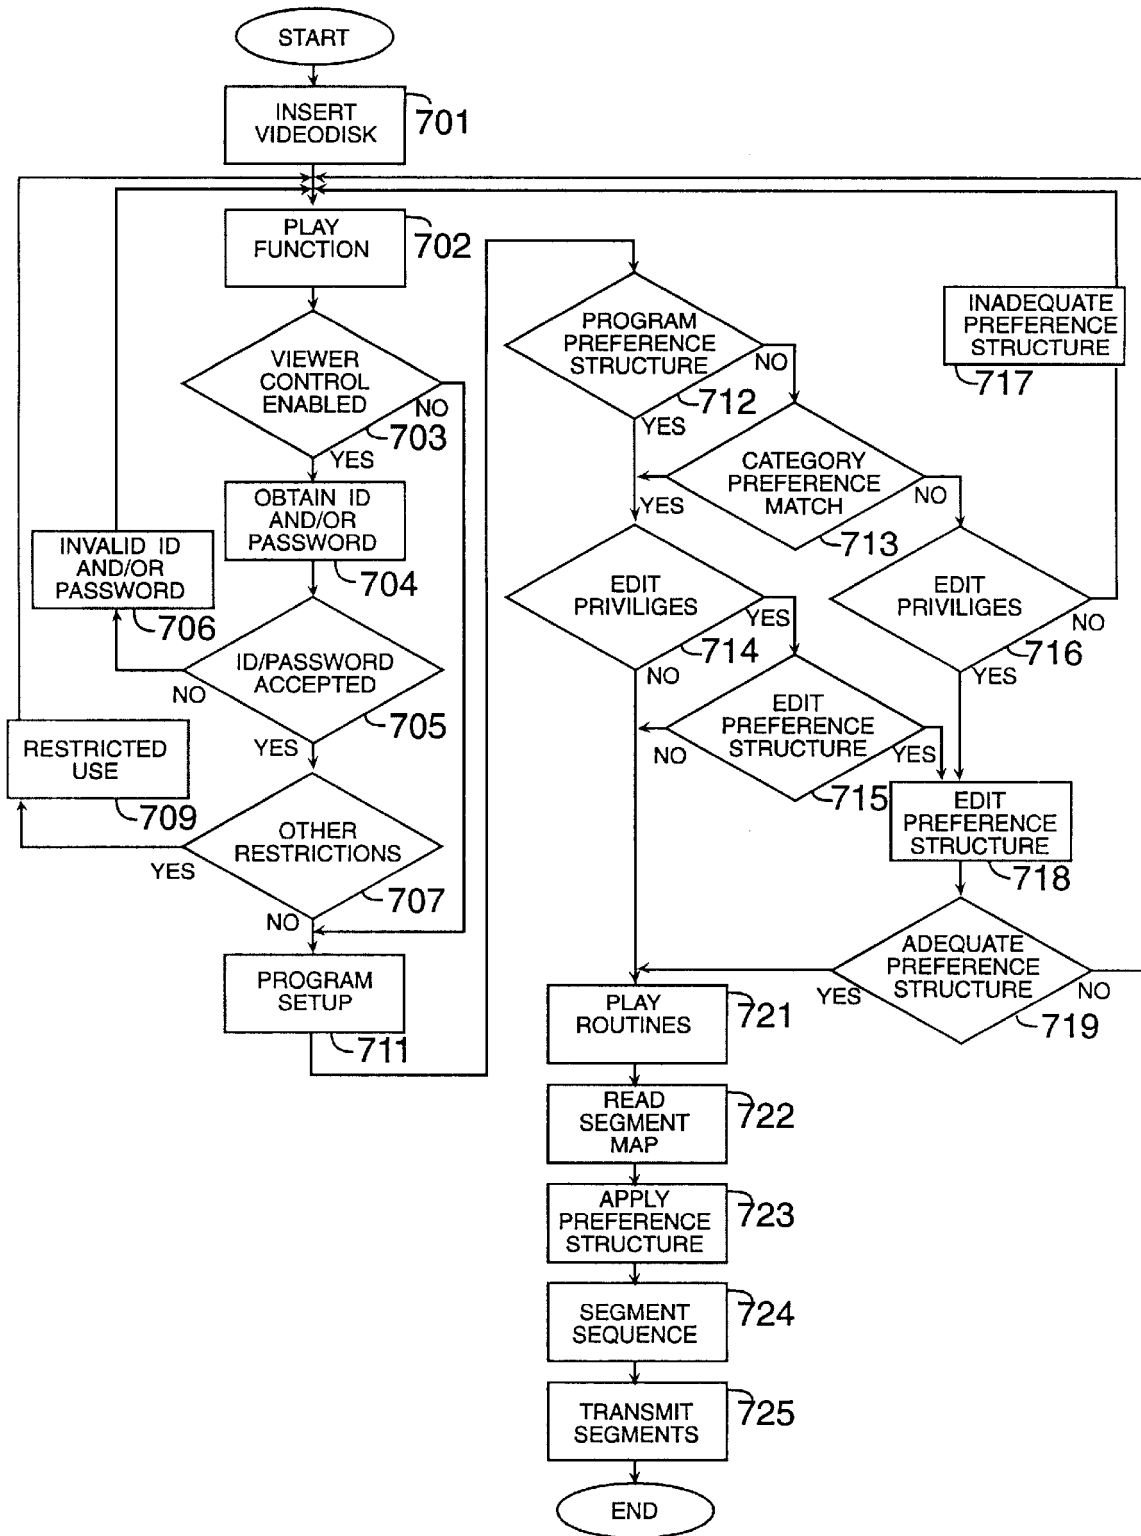 START
INSERT
VIDEODISK
701
PLAY
FUNCTION
702
VIEWER
CONTROL
ENABLED
NO
703
YES
OBTAIN ID
AND/OR
PASSWORD
704
INVALID ID
AND/OR
PASSWORD
706
ID/PASSWORD
ACCEPTED
NO
705
YES
RESTRICTED
USE
709
OTHER
RESTRICTIONS
YES
707
NO
PROGRAM
SETUP
711
PROGRAM
PREFERENCE
STRUCTURE
NO
712
YES
CATEGORY
PREFERENCE
MATCH
YES
NO
713
INADEQUATE
PREFERENCE
STRUCTURE
717
EDIT
PRIVILIGES
YES
714
NO
EDIT
PRIVILIGES
NO
716
YES
EDIT
PREFERENCE
STRUCTURE
NO
YES
715
EDIT
PREFERENCE
STRUCTURE
718
ADEQUATE
PREFERENCE
STRUCTURE
YES
NO
719
PLAY
ROUTINES
721
READ
SEGMENT
MAP
722
APPLY
PREFERENCE
STRUCTURE
723
SEGMENT
SEQUENCE
724
TRANSMIT
SEGMENTS
725
END